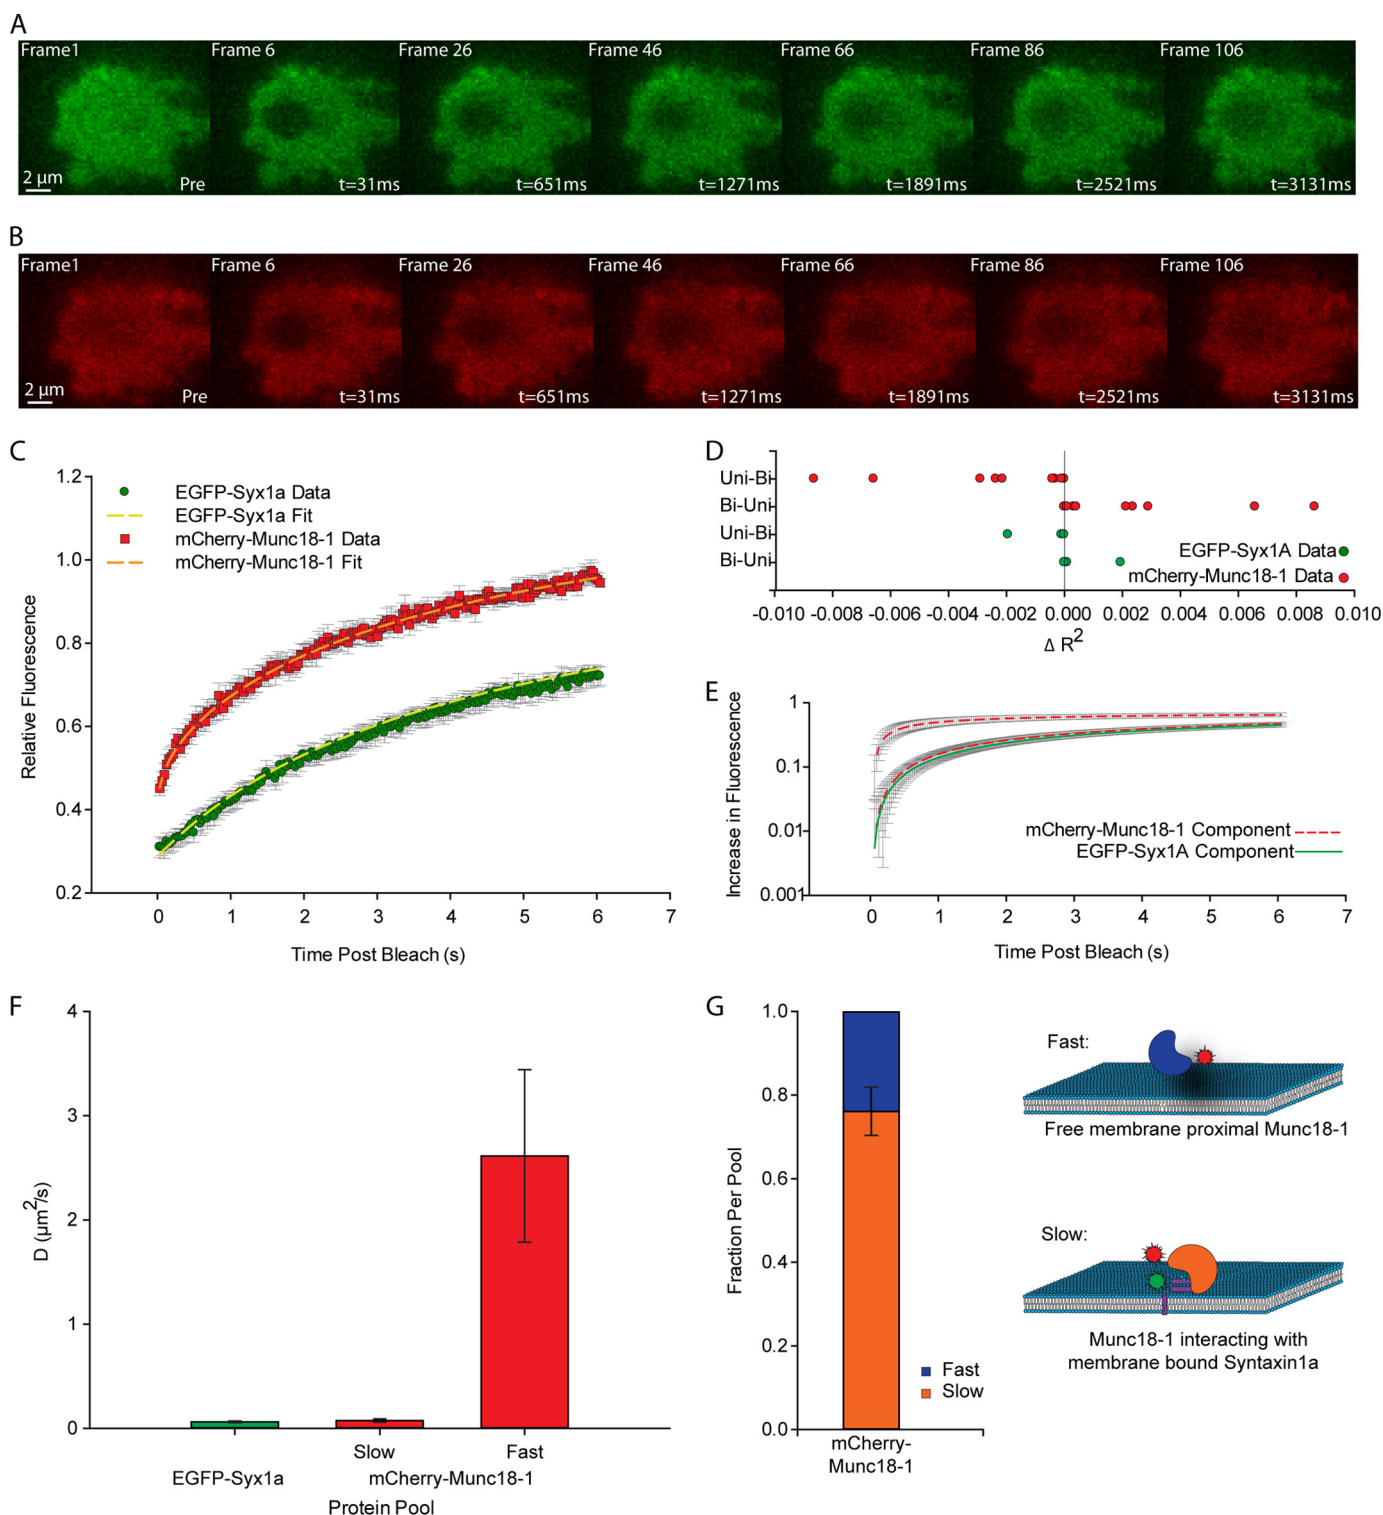 A
Frame1 Frame 6 Frame 26 Frame 46 Frame 66 Frame 86 Frame 106
2 μm Pre t=31ms t=651ms t=1271ms t=1891ms t=2521ms t=3131ms
B
Frame1 Frame 6 Frame 26 Frame 46 Frame 66 Frame 86 Frame 106
2 μm Pre t=31ms t=651ms t=1271ms t=1891ms t=2521ms t=3131ms
C
1.2
1.0
0.8
0.6
0.4
0.2
Relative Fluorescence
EGFP-Syx1a Data
EGFP-Syx1a Fit
mCherry-Munc18-1 Data
mCherry-Munc18-1 Fit
0 1 2 3 4 5 6 7
Time Post Bleach (s)
D
Uni-Bi
Bi-Uni
Uni-Bi
Bi-Uni
EGFP-Syx1A Data
mCherry-Munc18-1 Data
-0.010 -0.008 -0.006 -0.004 -0.002 0.000 0.002 0.004 0.006 0.008 0.010
Δ R2
E
1
0.1
0.01
0.001
Increase in Fluorescence
mCherry-Munc18-1 Component
EGFP-Syx1A Component
0 1 2 3 4 5 6 7
Time Post Bleach (s)
F
4
3
2
1
0
D (μm2/s)
Slow Fast
EGFP-Syx1a mCherry-Munc18-1
Protein Pool
G
1.0
0.8
0.6
0.4
0.2
0.0
Fraction Per Pool
Fast
Slow
mCherry-
Munc18-1
Fast:
Free membrane proximal Munc18-1
Slow:
Munc18-1 interacting with
membrane bound Syntaxin1a